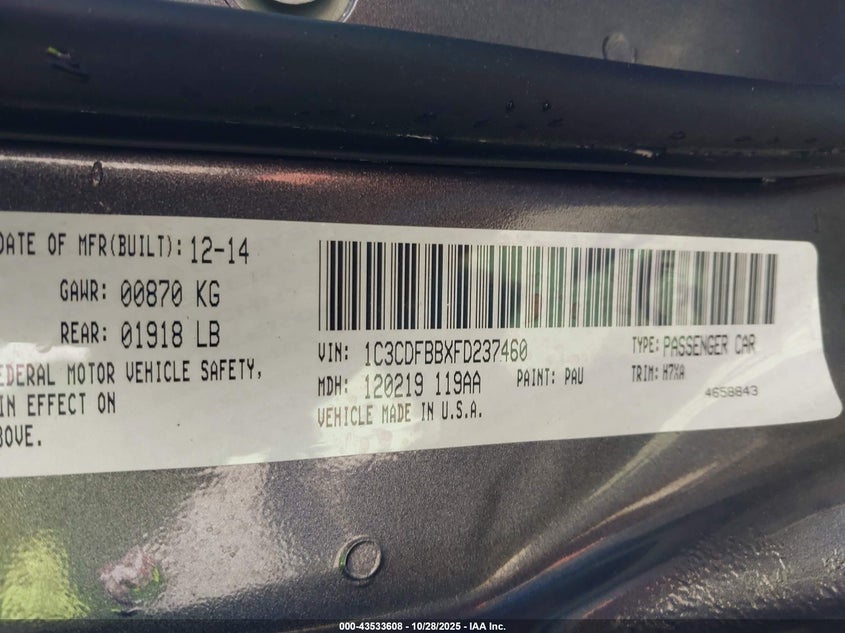 DATE OF MFR(BUILT): 12-14
GAWR: 00870 KG
REAR: 01918 LB
EDERAL MOTOR VEHICLE SAFETY,
IN EFFECT ON
BOVE.
VIN: 1C3CDFBBXFD237460
TYPE: PASSENGER CAR
MDH: 120219 119AA
PAINT: PAU
TRIM: H7XA
VEHICLE MADE IN U.S.A.
4658843
000-43533608 - 10/28/2025 - IAA Inc.